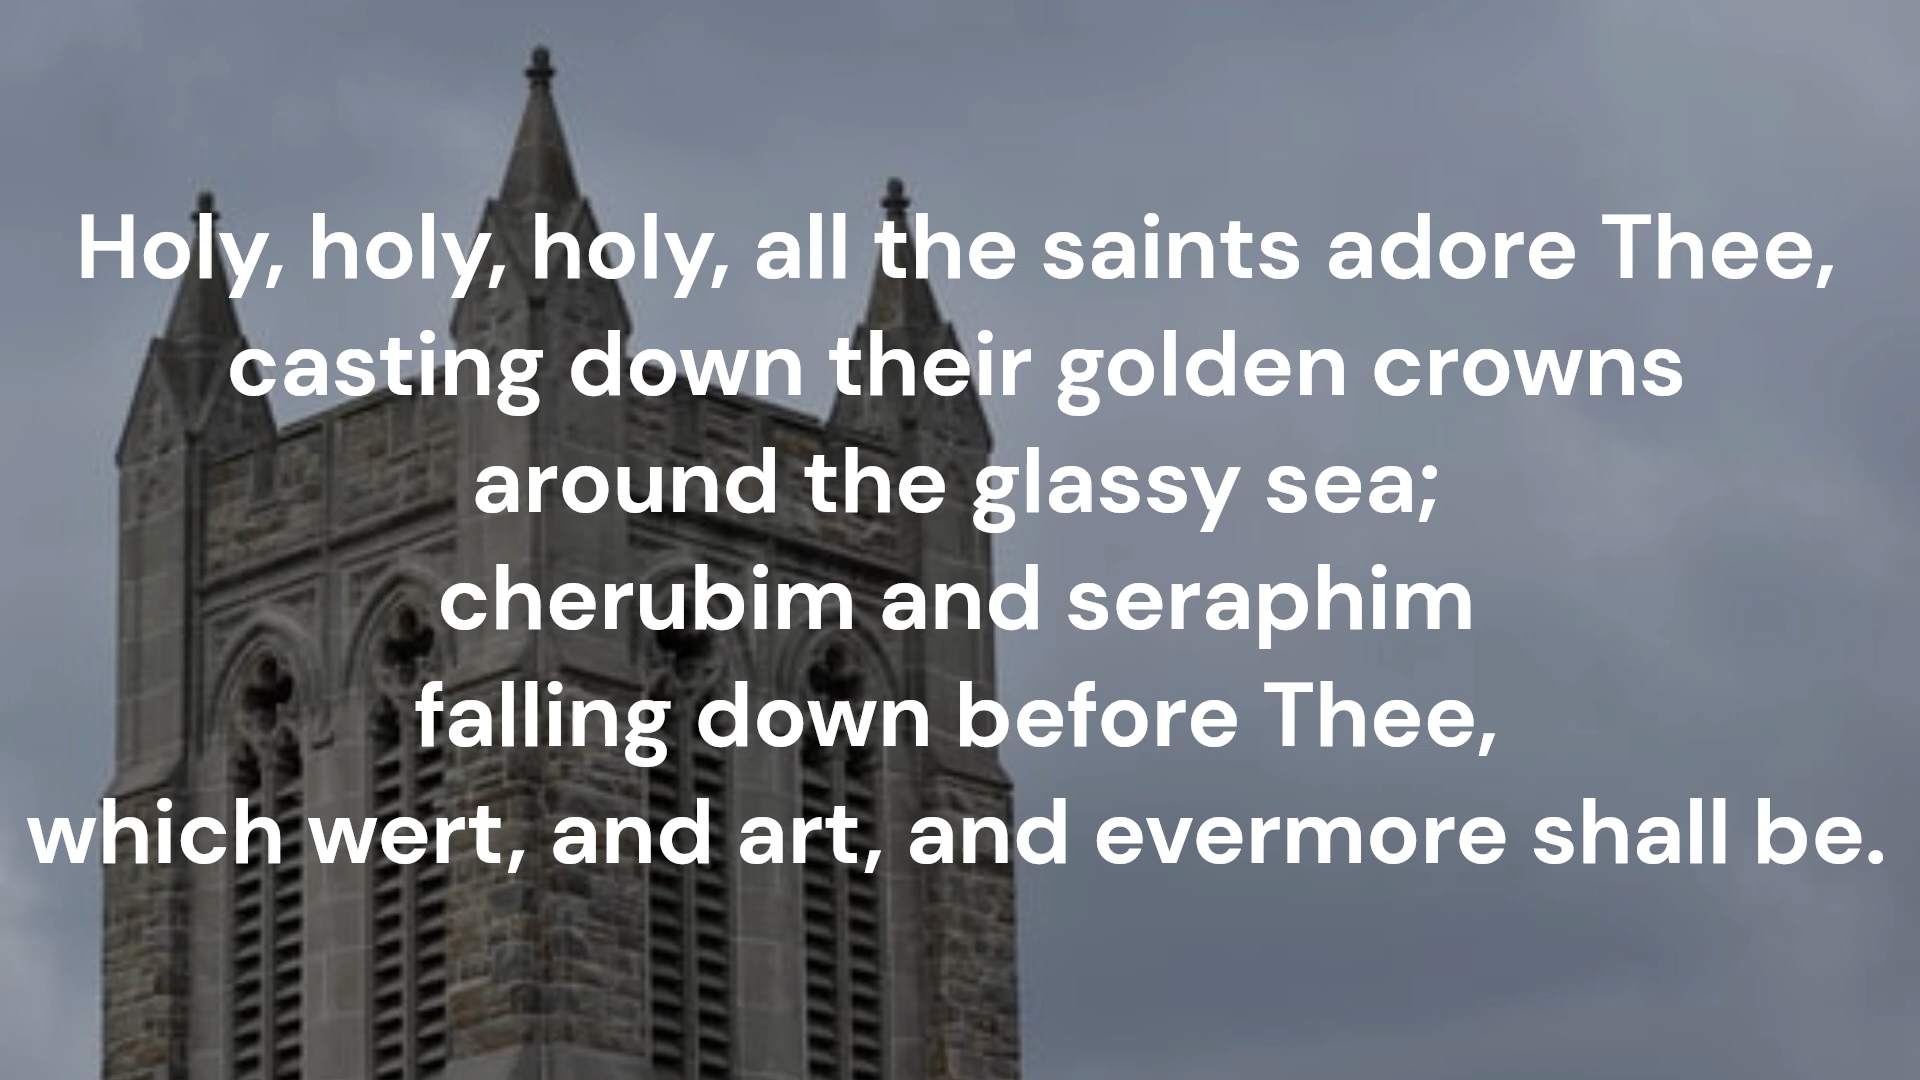 Holy, holy, holy, all the saints adore Thee,
casting down their golden crowns
around the glassy sea;
cherubim and seraphim
falling down before Thee,
which wert, and art, and evermore shall be.